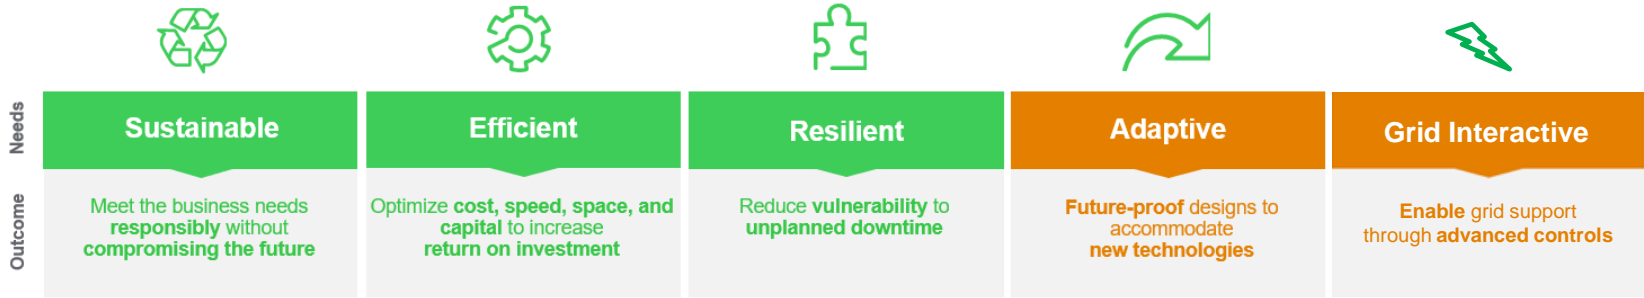 Needs
Sustainable
Efficient
Resilient
Adaptive
Grid Interactive
Outcome
Meet the business needs
responsibly without
compromising the future
Optimize cost, speed, space, and
capital to increase
return on investment
Reduce vulnerability to
unplanned downtime
Future-proof designs to
accommodate
new technologies
Enable grid support
through advanced controls